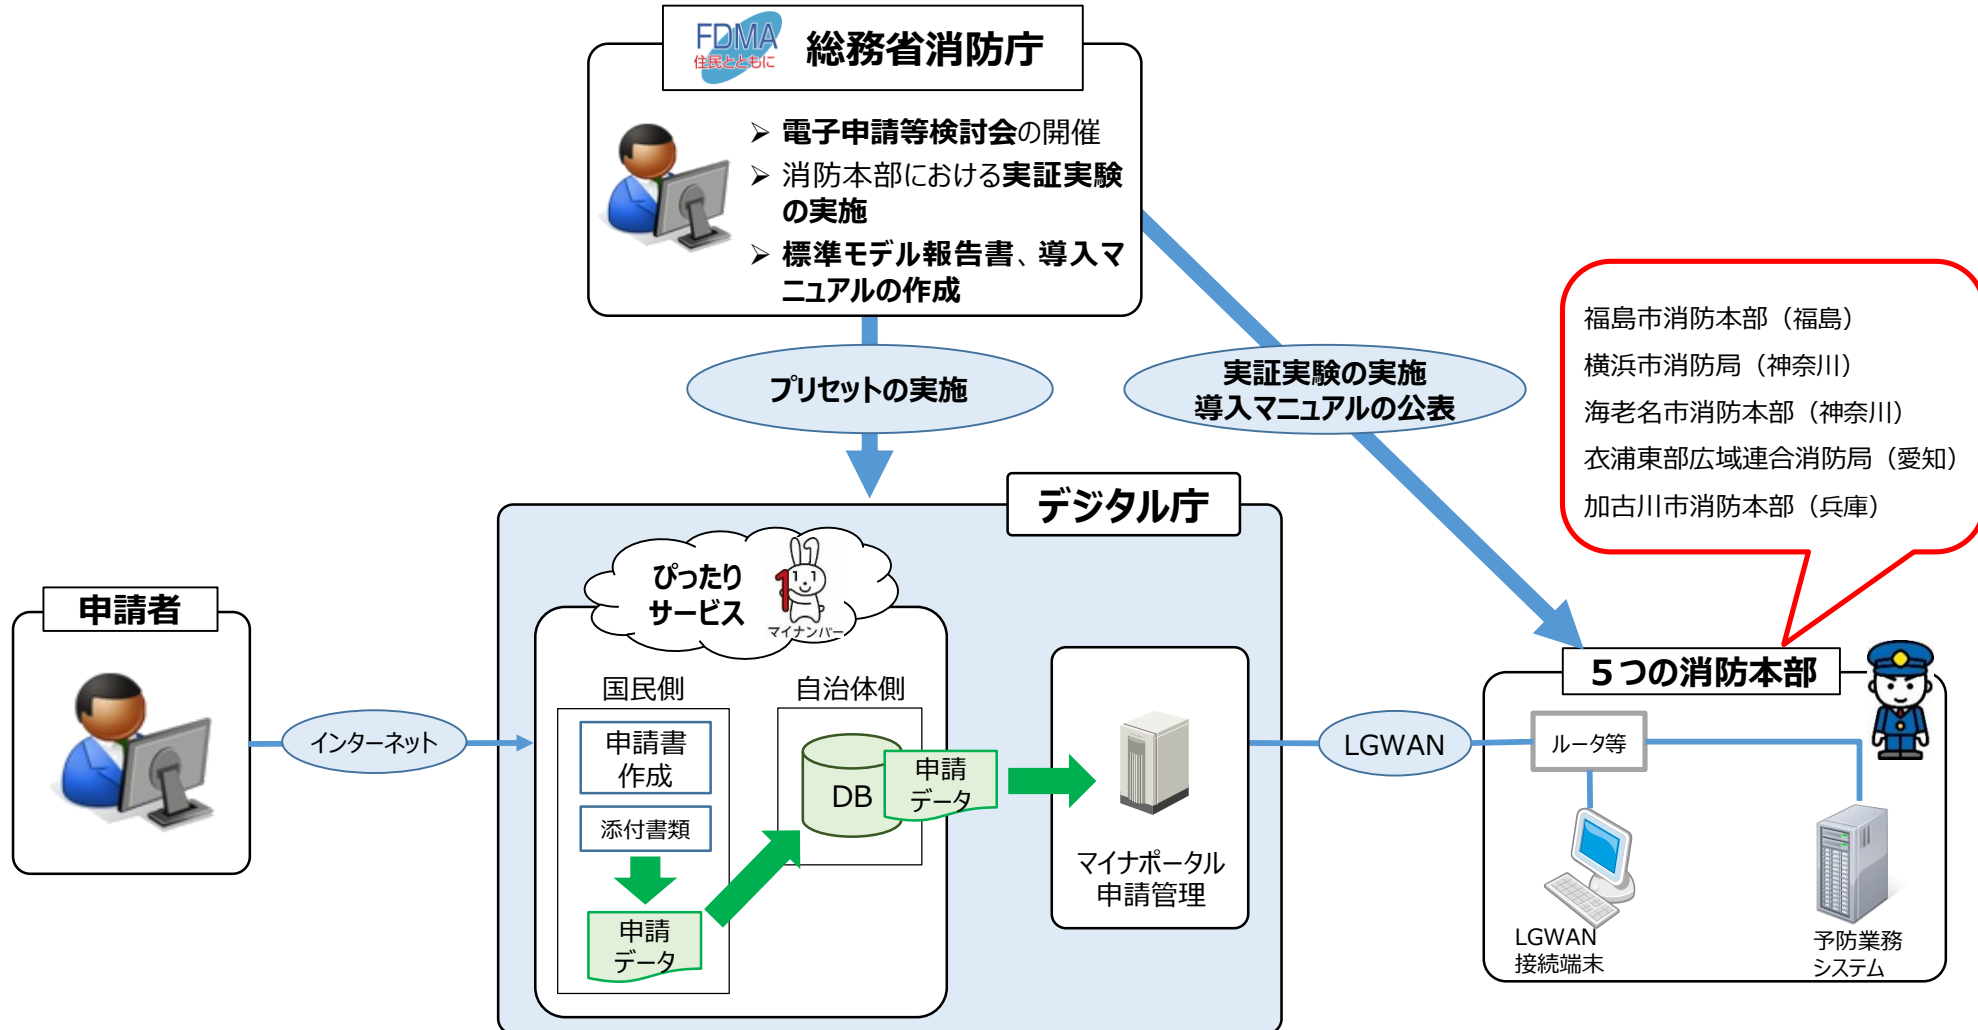 FDMA
住民とともに
総務省消防庁
➢ 電子申請等検討会の開催
➢ 消防本部における実証実験
の実施
➢ 標準モデル報告書、導入マ
ニュアルの作成
プリセットの実施
実証実験の実施
導入マニュアルの公表
福島市消防本部（福島）
横浜市消防局（神奈川）
海老名市消防本部（神奈川）
衣浦東部広域連合消防局（愛知）
加古川市消防本部（兵庫）
デジタル庁
ぴったり
サービス
1
マイナンバー
申請者
インターネット
国民側
申請書
作成
添付書類
申請
データ
自治体側
DB
申請
データ
マイナポータル
申請管理
LGWAN
５つの消防本部
ルータ等
LGWAN
接続端末
予防業務
システム